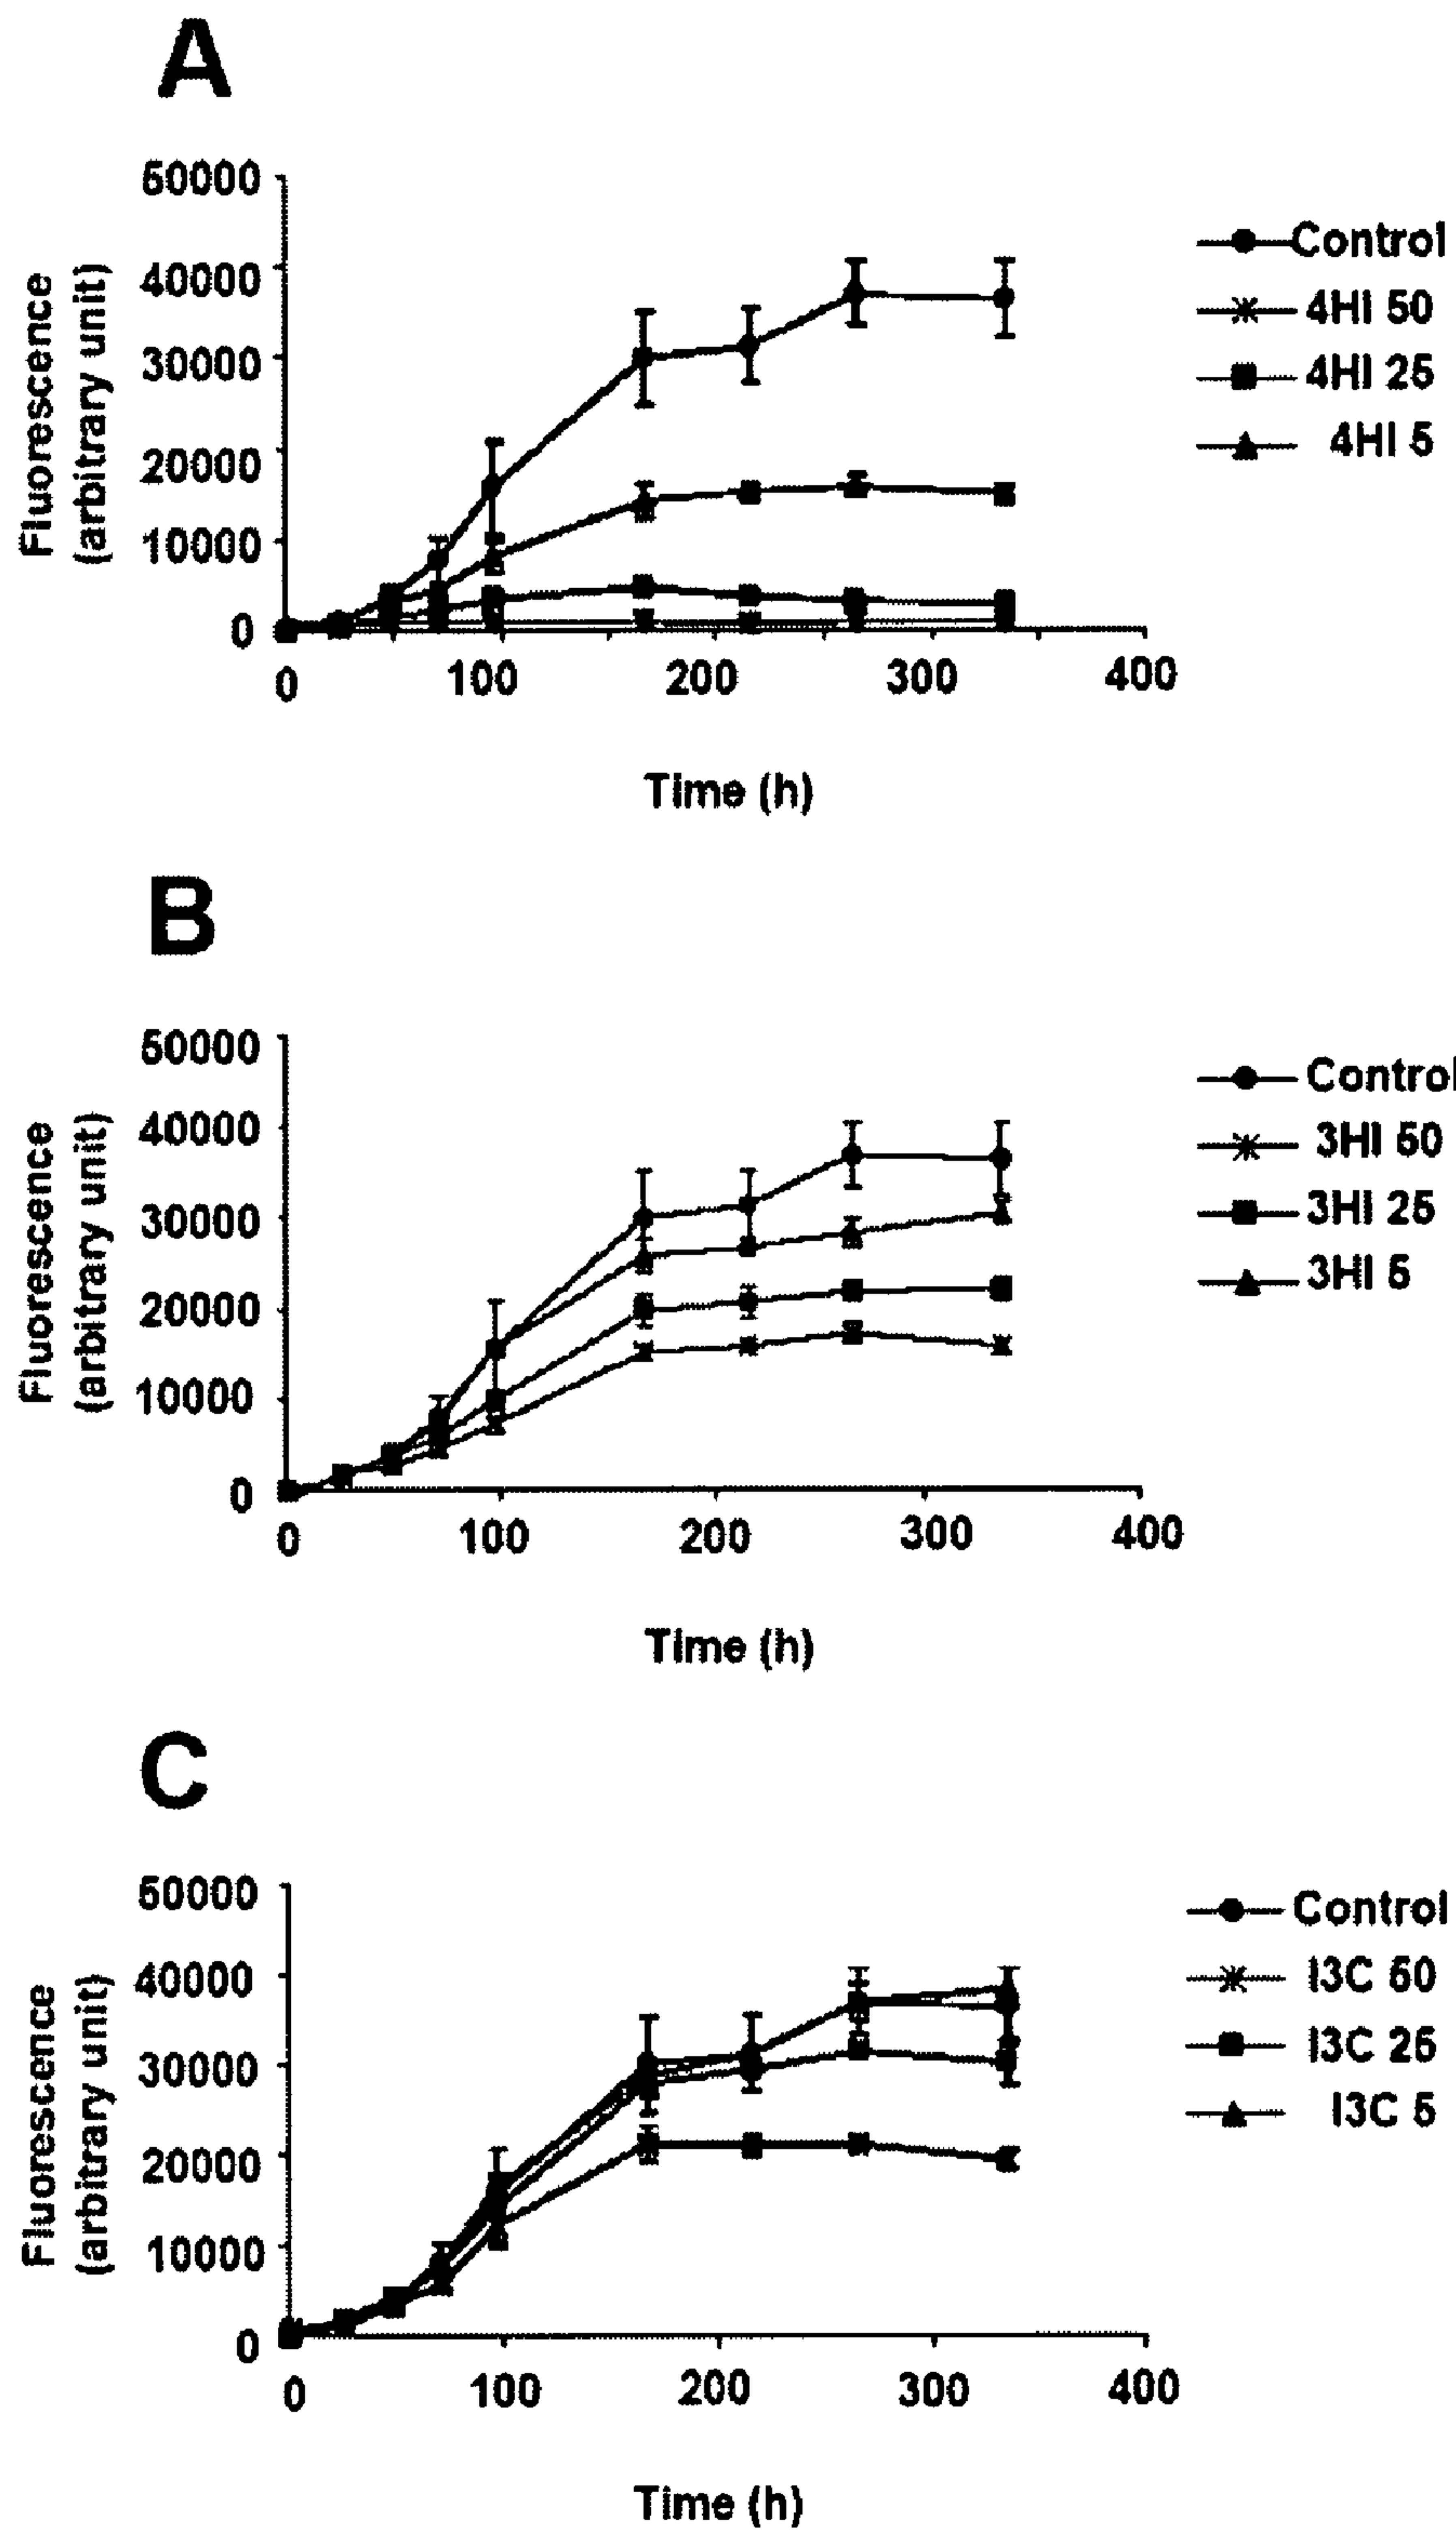 A
50000
40000
30000
20000
10000
0
Fluorescence
(arbitrary unit)
0 100 200 300 400
Time (h)
Control
4HI 50
4HI 25
4HI 5
B
50000
40000
30000
20000
10000
0
Fluorescence
(arbitrary unit)
0 100 200 300 400
Time (h)
Control
3HI 50
3HI 25
3HI 5
C
50000
40000
30000
20000
10000
0
Fluorescence
(arbitrary unit)
0 100 200 300 400
Time (h)
Control
I3C 50
I3C 25
I3C 5